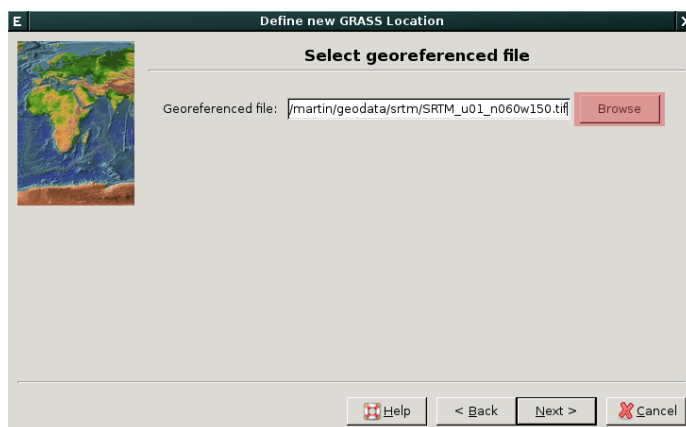 E Define new GRASS Location X
Select georeferenced file
Georeferenced file: /martin/geodata/srtm/SRTM_u01_n060w150.tif Browse
Help < Back Next > Cancel